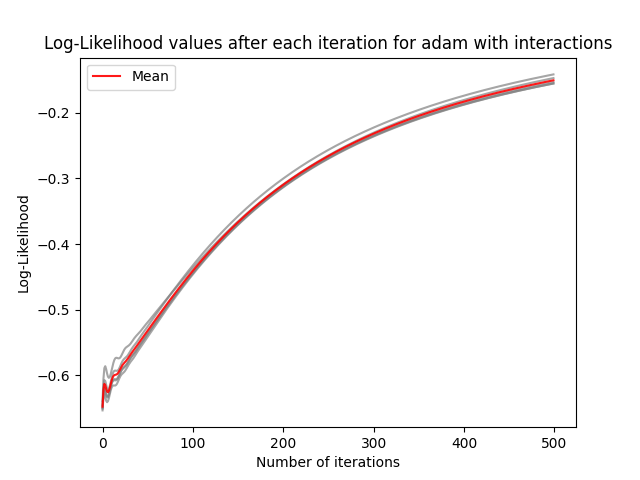 Log-Likelihood values after each iteration for adam with interactions
Mean
−0.2
−0.3
−0.4
−0.5
−0.6
Log-Likelihood
0 100 200 300 400 500
Number of iterations